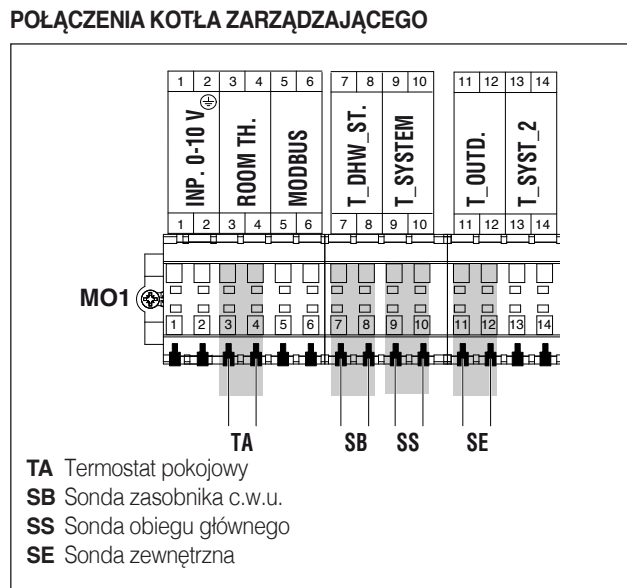 POŁĄCZENIA KOTŁA ZARZĄDZAJĄCEGO
1 2 3 4 5 6 7 8 9 10 11 12 13 14
INP. 0-10 V
ROOM TH.
MODBUS
T_DHW_ST.
T_SYSTEM
T_OUTD.
T_SYST_2
1 2 3 4 5 6 7 8 9 10 11 12 13 14
MO1
1 2 3 4 5 6 7 8 9 10 11 12 13 14
TA SB SS SE
TA Termostat pokojowy
SB Sonda zasobnika c.w.u.
SS Sonda obiegu głównego
SE Sonda zewnętrzna